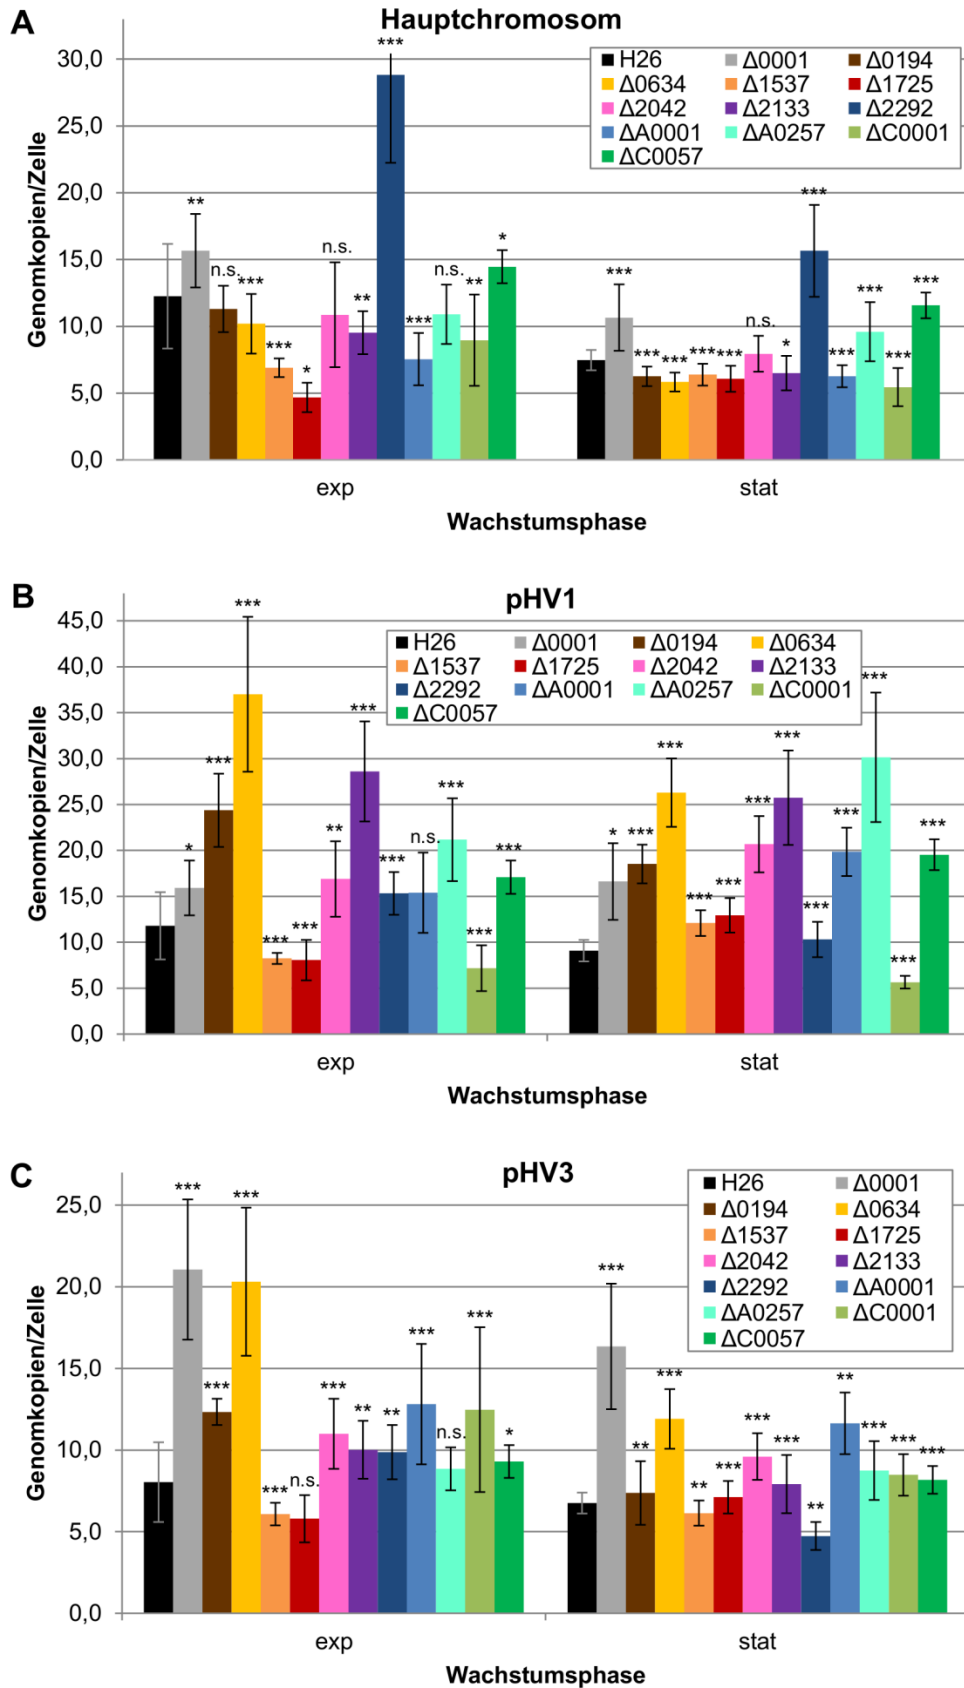 A
Hauptchromosom
Genomkopien/Zelle
30,0
25,0
20,0
15,0
10,0
5,0
0,0
H26 Δ0001 Δ0194
Δ0634 Δ1537 Δ1725
Δ2042 Δ2133 Δ2292
ΔA0001 ΔA0257 ΔC0001
ΔC0057
** n.s. *** *** * n.s. ** *** *** n.s. ** *
*** *** *** *** *** n.s. * *** *** *** *** ***
exp stat
Wachstumsphase
B
pHV1
Genomkopien/Zelle
45,0
40,0
35,0
30,0
25,0
20,0
15,0
10,0
5,0
0,0
H26 Δ0001 Δ0194 Δ0634
Δ1537 Δ1725 Δ2042 Δ2133
Δ2292 ΔA0001 ΔA0257 ΔC0001
ΔC0057
* *** *** *** *** ** *** *** n.s. *** *** ***
* *** *** *** *** *** *** *** *** *** *** ***
exp stat
Wachstumsphase
C
pHV3
Genomkopien/Zelle
25,0
20,0
15,0
10,0
5,0
0,0
H26 Δ0001
Δ0194 Δ0634
Δ1537 Δ1725
Δ2042 Δ2133
Δ2292 ΔA0001
ΔA0257 ΔC0001
ΔC0057
*** *** *** *** n.s. *** ** ** *** n.s. *** *
*** ** *** ** *** *** *** ** ** *** *** ***
exp stat
Wachstumsphase